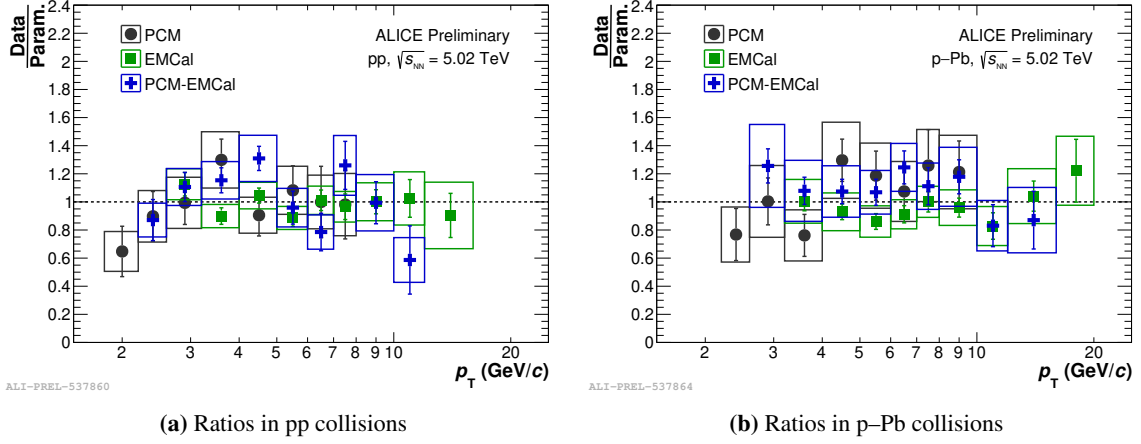 Data
Param.
2.4
2.2
2
1.8
1.6
1.4
1.2
1
0.8
0.6
0.4
0.2
0
PCM
EMCal
PCM-EMCal
ALICE Preliminary
pp, √s_NN = 5.02 TeV
2 3 4 5 6 7 8 9 10 20
p_T (GeV/c)
ALI-PREL-537860
(a) Ratios in pp collisions
Data
Param.
2.4
2.2
2
1.8
1.6
1.4
1.2
1
0.8
0.6
0.4
0.2
0
PCM
EMCal
PCM-EMCal
ALICE Preliminary
p–Pb, √s_NN = 5.02 TeV
2 3 4 5 6 7 8 9 10 20
p_T (GeV/c)
ALI-PREL-537864
(b) Ratios in p–Pb collisions